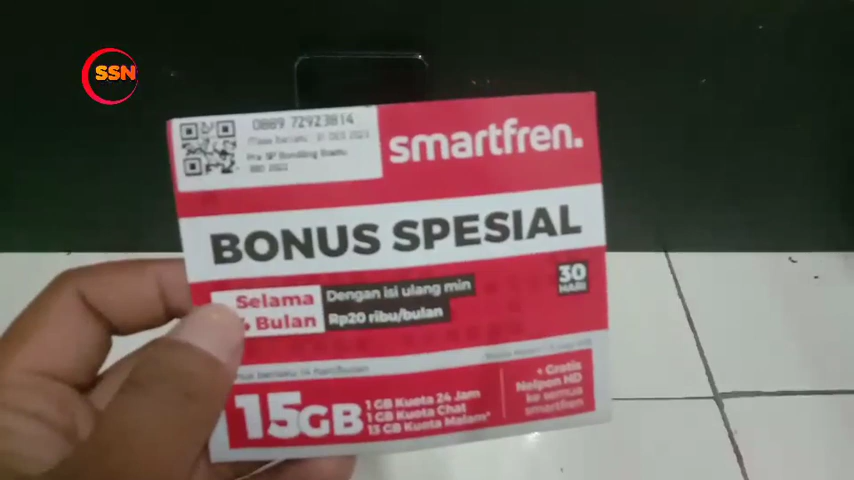 SSN
0889 72923814
smartfren.
BONUS SPESIAL
Selama
Bulan
Dengan isi ulang min
Rp20 ribu/bulan
30
HARI
15GB
1 GB Kuota 24 Jam
1 GB Kuota Chat
13 GB Kuota Malam*
+ Gratis
Nelpon HD
ke semua
smartfren